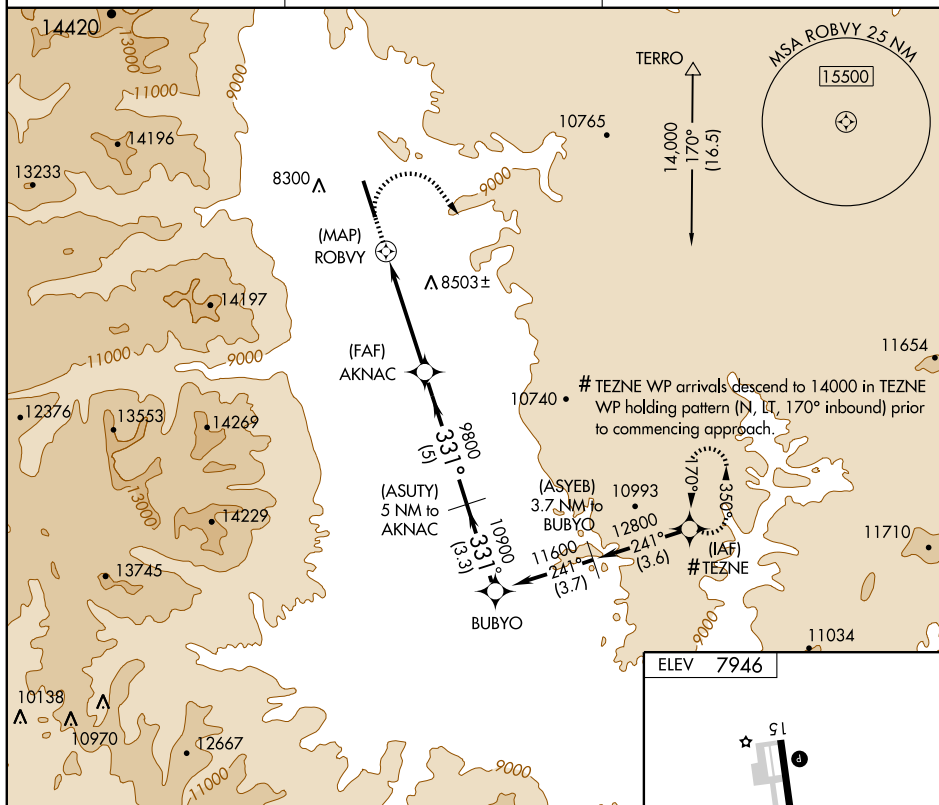 14420
13000
11000
9000
14196
13233
8300
10765
TERRO
14,000
170°
(16.5)
MSA ROBVY 25 NM
15500
9000
(MAP)
ROBVY
8503±
14197
11000
9000
(FAF)
AKNAC
11654
# TEZNE WP arrivals descend to 14000 in TEZNE
WP holding pattern (N, LT, 170° inbound) prior
to commencing approach.
10740
12376
13553
14269
9800
331°
(5)
13000
14229
(ASUTY)
5 NM to
AKNAC
(ASYEB)
3.7 NM to
BUBYO
10993
170°
350°
12800
241°
(3.6)
(IAF)
# TEZNE
11710
10900
331°
(3.3)
11600
241°
(3.7)
13745
BUBYO
9000
11034
ELEV 7946
10138
10970
12667
11000
9000
15
P